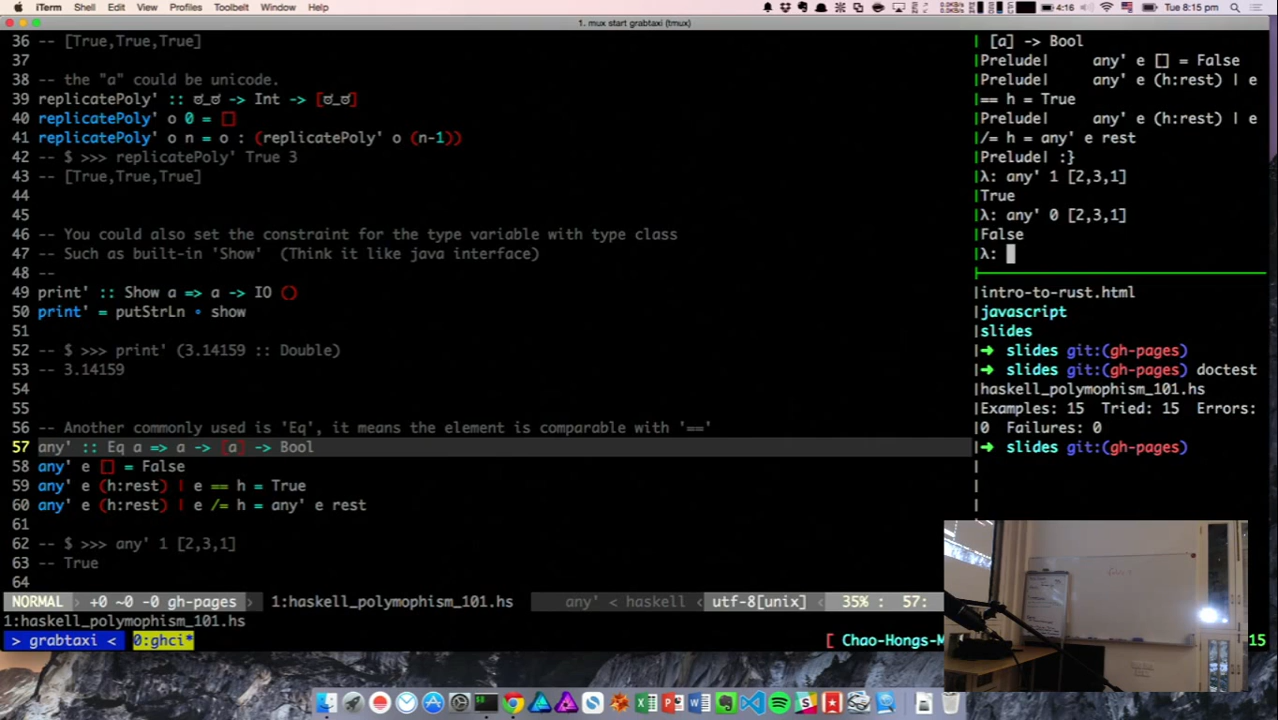 iTerm Shell Edit View Profiles Toolbelt Window Help
4:16 Tue 8:15 pm
1. mux start grabtaxi (tmux)
36 -- [True,True,True]
37
38 -- the "a" could be unicode.
39 replicatePoly' :: ಠ_ಠ -> Int -> [ಠ_ಠ]
40 replicatePoly' o 0 = []
41 replicatePoly' o n = o : (replicatePoly' o (n-1))
42 -- $ >>> replicatePoly' True 3
43 -- [True,True,True]
44
45
46 -- You could also set the constraint for the type variable with type class
47 -- Such as built-in 'Show' (Think it like java interface)
48 --
49 print' :: Show a => a -> IO ()
50 print' = putStrLn ∘ show
51
52 -- $ >>> print' (3.14159 :: Double)
53 -- 3.14159
54
55
56 -- Another commonly used is 'Eq', it means the element is comparable with '=='
57 any' :: Eq a => a -> [a] -> Bool
58 any' e [] = False
59 any' e (h:rest) | e == h = True
60 any' e (h:rest) | e /= h = any' e rest
61
62 -- $ >>> any' 1 [2,3,1]
63 -- True
64
NORMAL +0 ~0 -0 gh-pages 1:haskell_polymophism_101.hs any' < haskell < utf-8[unix] 35% : 57:
1:haskell_polymophism_101.hs
[a] -> Bool
Prelude| any' e [] = False
Prelude| any' e (h:rest) | e
== h = True
Prelude| any' e (h:rest) | e
/= h = any' e rest
Prelude| :}
λ: any' 1 [2,3,1]
True
λ: any' 0 [2,3,1]
False
λ:
intro-to-rust.html
javascript
slides
➜ slides git:(gh-pages)
➜ slides git:(gh-pages) doctest
haskell_polymophism_101.hs
Examples: 15 Tried: 15 Errors:
0 Failures: 0
➜ slides git:(gh-pages)
> grabtaxi < 0:ghci* [ Chao-Hongs-M 15